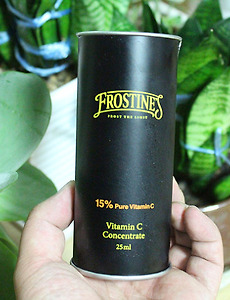 FROSTINES
15% Pure Vitamin C
Vitamin C
Concentrate
25ml